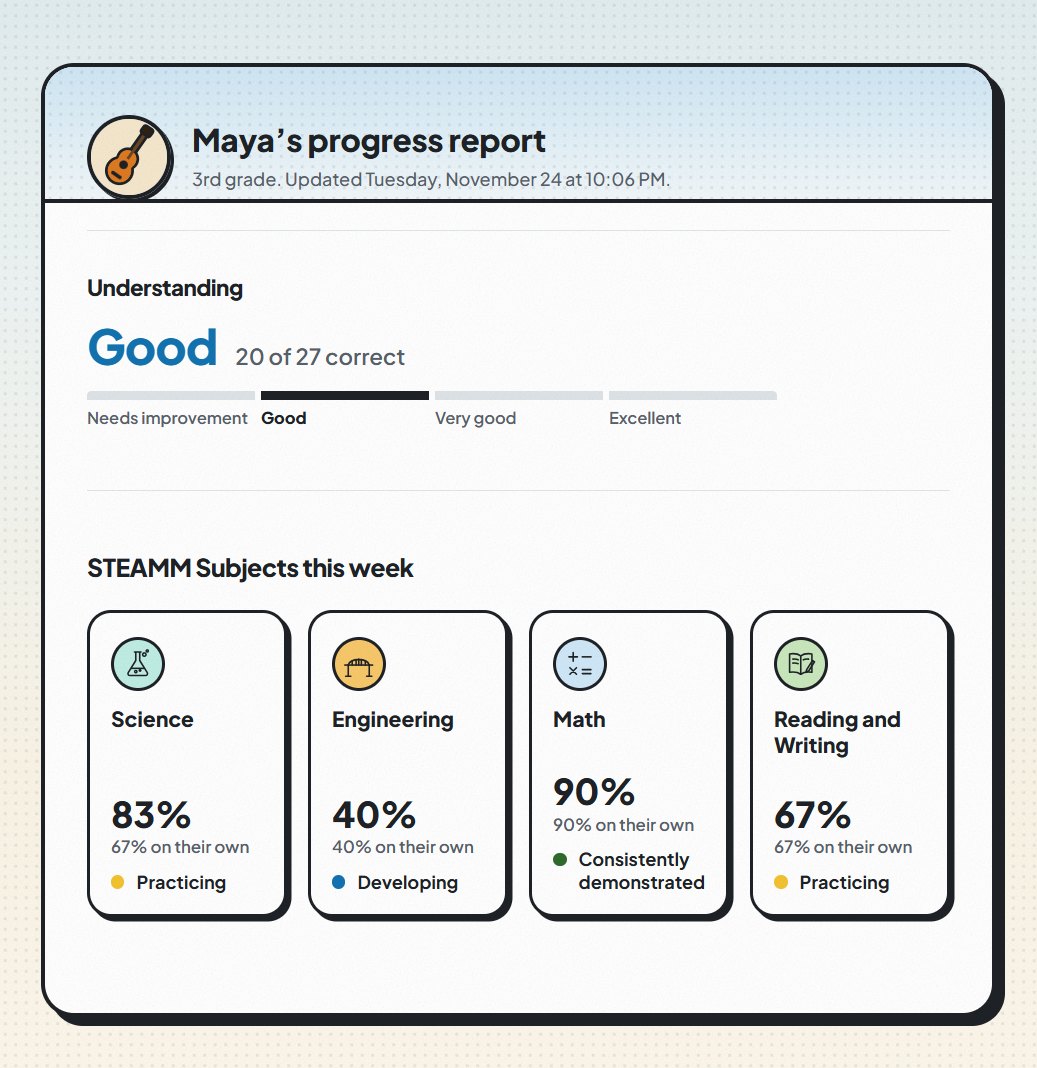 Maya’s progress report
3rd grade. Updated Tuesday, November 24 at 10:06 PM.
Understanding
Good 20 of 27 correct
Needs improvement Good Very good Excellent
STEAMM Subjects this week
Science
83%
67% on their own
Practicing
Engineering
40%
40% on their own
Developing
Math
90%
90% on their own
Consistently
demonstrated
Reading and
Writing
67%
67% on their own
Practicing